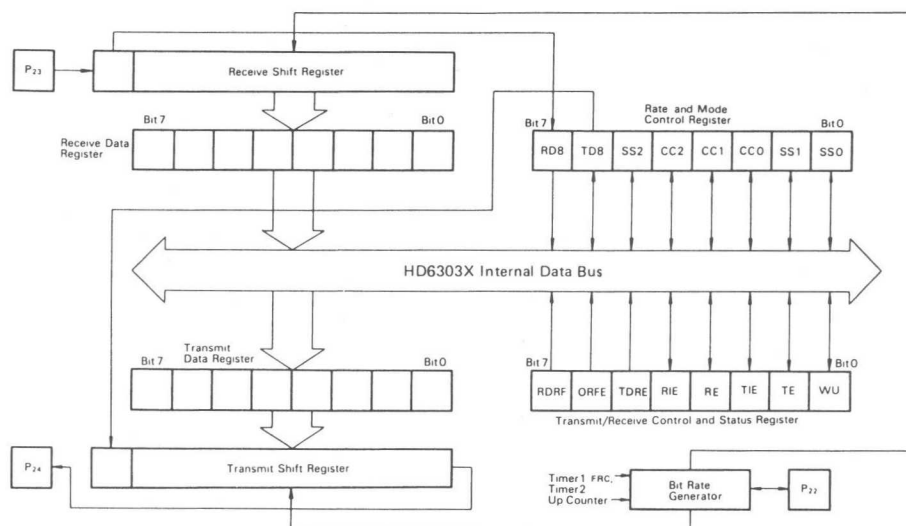 P23
Receive Shift Register
Receive Data
Register
Bit 7
Bit 0
Rate and Mode
Control Register
Bit 7
Bit 0
RD8 TD8 SS2 CC2 CC1 CC0 SS1 SS0
HD6303X Internal Data Bus
Transmit
Data Register
Bit 7
Bit 0
Bit 7
Bit 0
RDRF ORFE TDRE RIE RE TIE TE WU
Transmit/Receive Control and Status Register
P24
Transmit Shift Register
Timer1 FRC,
Timer2
Up Counter
Bit Rate
Generator
P22